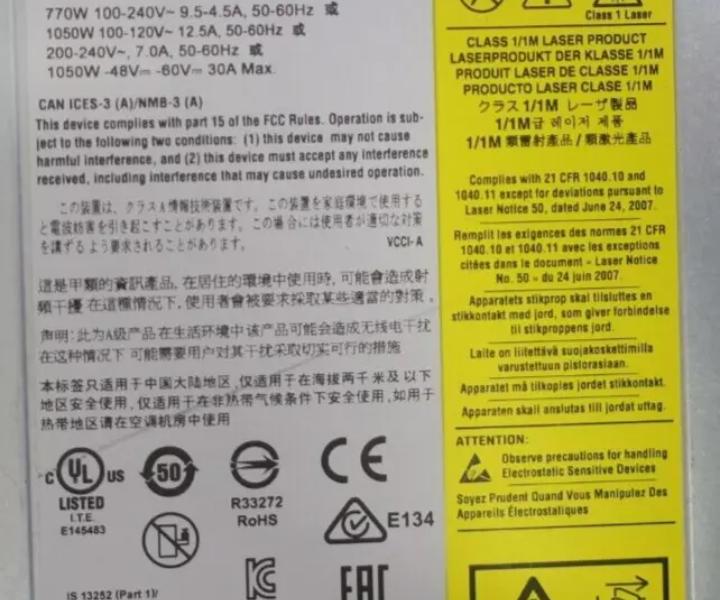 770W 100-240V~ 9.5-4.5A, 50-60Hz 或
1050W 100-120V~ 12.5A, 50-60Hz 或
200-240V~, 7.0A, 50-60Hz 或
1050W -48V⎓ -60V⎓ 30A Max.
CAN ICES-3 (A)/NMB-3 (A)
This device complies with part 15 of the FCC Rules. Operation is sub-
ject to the following two conditions: (1) this device may not cause
harmful interference, and (2) this device must accept any interference
received, including interference that may cause undesired operation.
この装置は、クラスA情報技術装置です。この装置を家庭環境で使用する
と電波妨害を引き起こすことがあります。この場合には使用者が適切な対策
を講ずるよう要求されることがあります。 VCCI-A
這是甲類的資訊產品, 在居住的環境中使用時, 可能會造成射
頻干擾 在這種情況下, 使用者會被要求採取某些適當的對策。
声明: 此为A级产品 在生活环境中该产品可能会造成无线电干扰
在这种情况下 可能需要用户对其干扰采取切实可行的措施
本标签只适用于中国大陆地区, 仅适用于在海拔两千米及以下
地区安全使用, 仅适用于在非热带气候条件下安全使用, 如用于
热带地区请在空调机房中使用
C UL US
LISTED
I.T.E.
E145483
50
R33272
RoHS
CE
E134
IS 13252 (Part 1)/
KC
EAC
Class 1 Laser
CLASS 1/1M LASER PRODUCT
LASERPRODUKT DER KLASSE 1/1M
PRODUIT LASER DE CLASSE 1/1M
PRODUCTO LASER CLASE 1/1M
クラス 1/1M レーザ製品
1/1M급 레이저 제품
1/1M 類雷射產品 / 類激光產品
Complies with 21 CFR 1040.10 and
1040.11 except for deviations pursuant to
Laser Notice 50, dated June 24, 2007.
Remplit les exigences des normes 21 CFR
1040.10 et 1040.11 avec les exceptions
citées dans le document « Laser Notice
No. 50 » du 24 juin 2007.
Apparatets stikprop skal tilsluttes en
stikkontakt med jord, som giver forbindelse
til stikproppens jord.
Laite on liitettävä suojakoskettimilla
varustettuun pistorasiaan.
Apparatet må tilkoples jordet stikkontakt.
Apparaten skall anslutas till jordat uttag.
ATTENTION:
Observe precautions for handling
Electrostatic Sensitive Devices
Soyez Prudent Quand Vous Manipulez Des
Appareils Électrostatiques